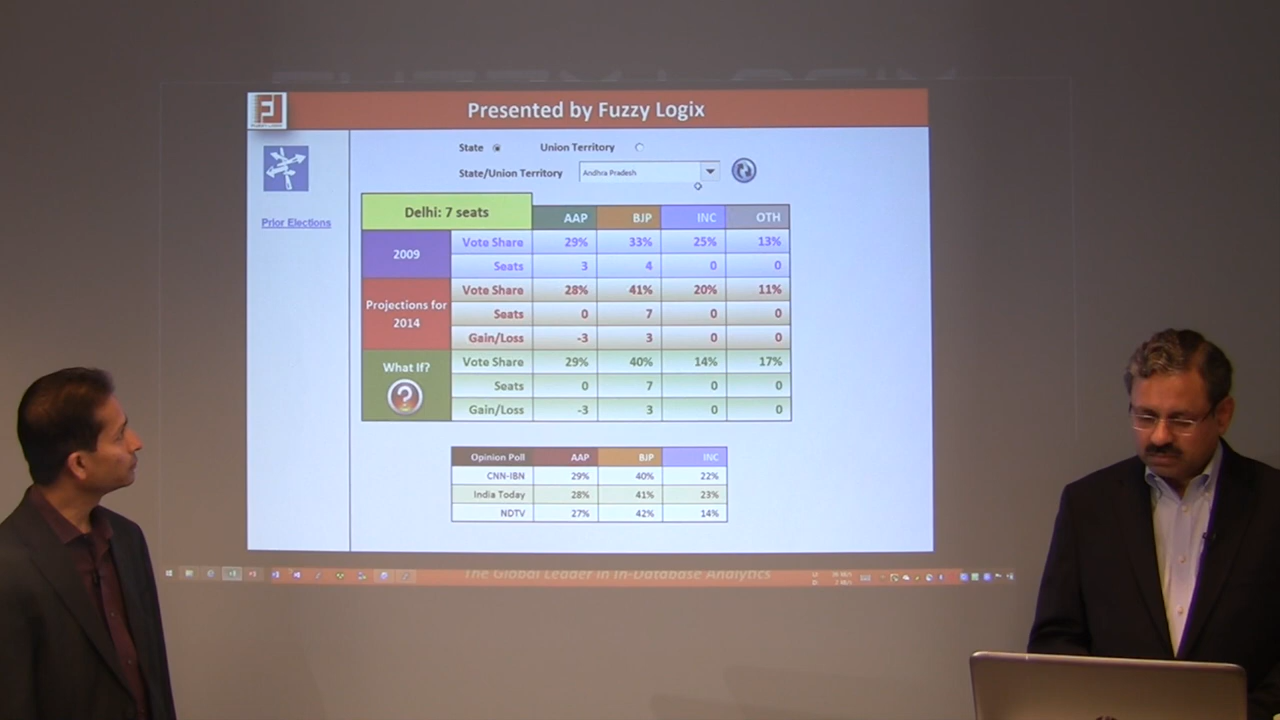 Presented by Fuzzy Logix
FL
State Union Territory
State/Union Territory Andhra Pradesh
Prior Elections
Delhi: 7 seats AAP BJP INC OTH
2009
Vote Share 29% 33% 25% 13%
Seats 3 4 0 0
Projections for 2014
Vote Share 28% 41% 20% 11%
Seats 0 7 0 0
Gain/Loss -3 3 0 0
What If?
?
Vote Share 29% 40% 14% 17%
Seats 0 7 0 0
Gain/Loss -3 3 0 0
Opinion Poll AAP BJP INC
CNN-IBN 29% 40% 22%
India Today 28% 41% 23%
NDTV 27% 42% 14%
The Global Leader in In-Database Analytics